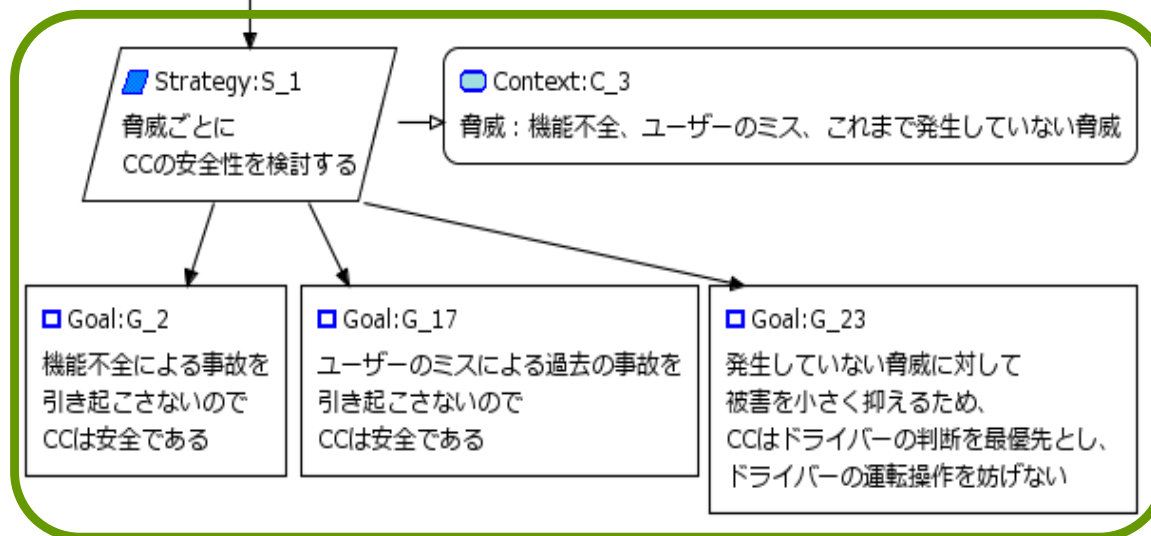 Strategy:S_1
脅威ごとに
CCの安全性を検討する
Context:C_3
脅威：機能不全、ユーザーのミス、これまで発生していない脅威
Goal:G_2
機能不全による事故を
引き起こさないので
CCは安全である
Goal:G_17
ユーザーのミスによる過去の事故を
引き起こさないので
CCは安全である
Goal:G_23
発生していない脅威に対して
被害を小さく抑えるため、
CCはドライバーの判断を最優先とし、
ドライバーの運転操作を妨げない